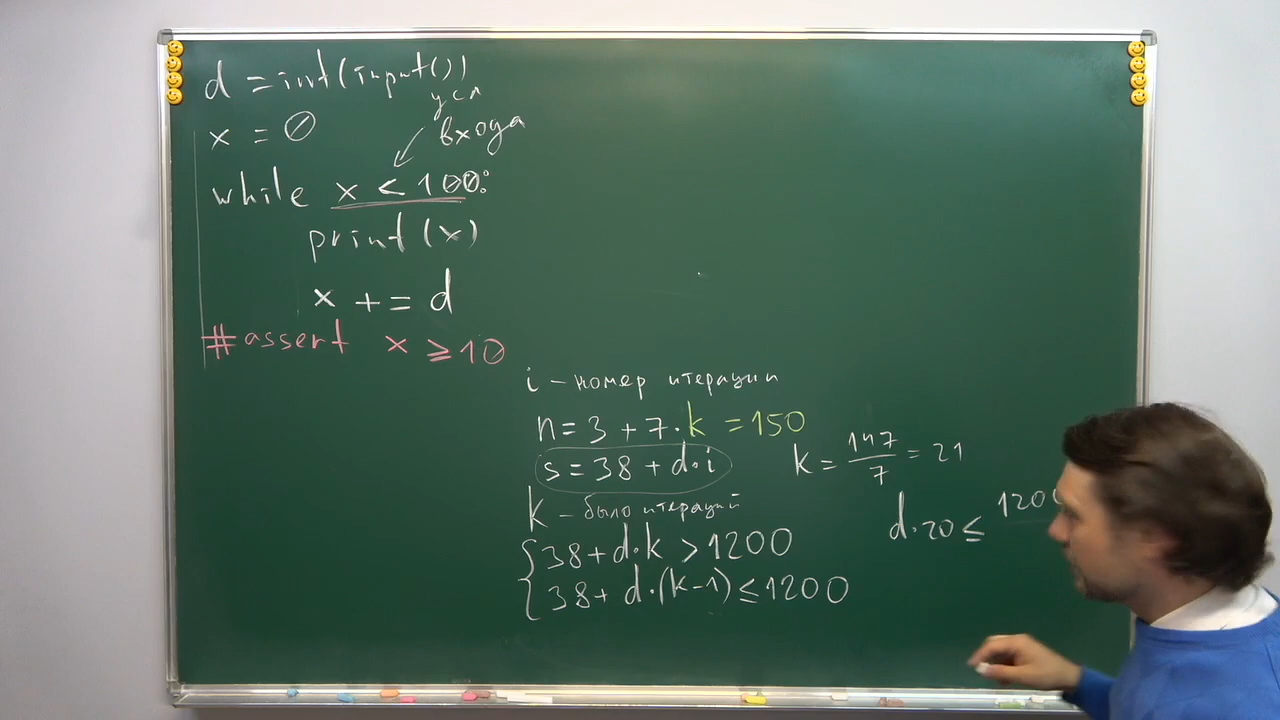 d = int(input())
x = 0
усл
входа
while x < 100:
print(x)
x += d
#assert x ≥ 10
i – номер итерации
n = 3 + 7·k = 150
s = 38 + d·i
k = 147/7 = 21
k – было итераций
d·20 ≤ 120
38 + d·k > 1200
38 + d·(k-1) ≤ 1200